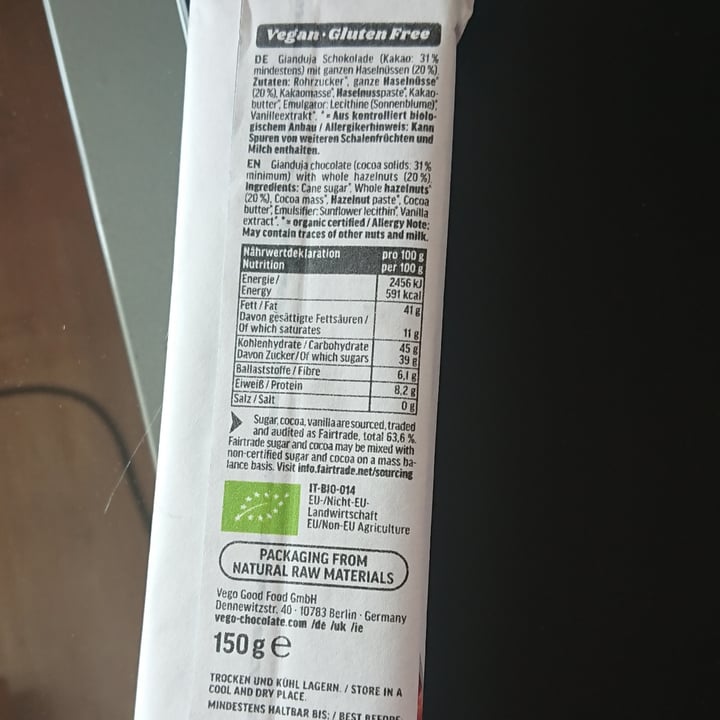 Vegan · Gluten Free
DE Gianduja Schokolade (Kakao: 31%
mindestens) mit ganzen Haselnüssen (20%).
Zutaten: Rohrzucker*, ganze Haselnüsse*
(20%), Kakaomasse*, Haselnusspaste*, Kakao-
butter*, Emulgator: Lecithine (Sonnenblume)*,
Vanilleextrakt*. *= Aus kontrolliert biolo-
gischem Anbau / Allergikerhinweis: Kann
Spuren von weiteren Schalenfrüchten und
Milch enthalten.
EN Gianduja chocolate (cocoa solids: 31%
minimum) with whole hazelnuts (20%).
Ingredients: Cane sugar*, Whole hazelnuts*
(20%), Cocoa mass*, Hazelnut paste*, Cocoa
butter*, Emulsifier: Sunflower lecithin*, Vanilla
extract*. *= organic certified / Allergy Note:
May contain traces of other nuts and milk.
Nährwertdeklaration pro 100 g
Nutrition per 100 g
Energie / 2456 kJ
Energy 591 kcal
Fett / Fat 41 g
Davon gesättigte Fettsäuren /
Of which saturates 11 g
Kohlenhydrate / Carbohydrate 45 g
Davon Zucker/Of which sugars 39 g
Ballaststoffe / Fibre 6,1 g
Eiweiß / Protein 8,2 g
Salz / Salt 0 g
Sugar, cocoa, vanilla are sourced, traded
and audited as Fairtrade, total 63,6 %.
Fairtrade sugar and cocoa may be mixed with
non-certified sugar and cocoa on a mass ba-
lance basis. Visit info.fairtrade.net/sourcing
IT-BIO-014
EU-/Nicht-EU-
Landwirtschaft
EU/Non-EU Agriculture
PACKAGING FROM
NATURAL RAW MATERIALS
Vego Good Food GmbH
Dennewitzstr. 40 · 10783 Berlin · Germany
vego-chocolate.com /de /uk /ie
150 g e
TROCKEN UND KÜHL LAGERN. / STORE IN A
COOL AND DRY PLACE.
MINDESTENS HALTBAR BIS: / BEST BEFORE